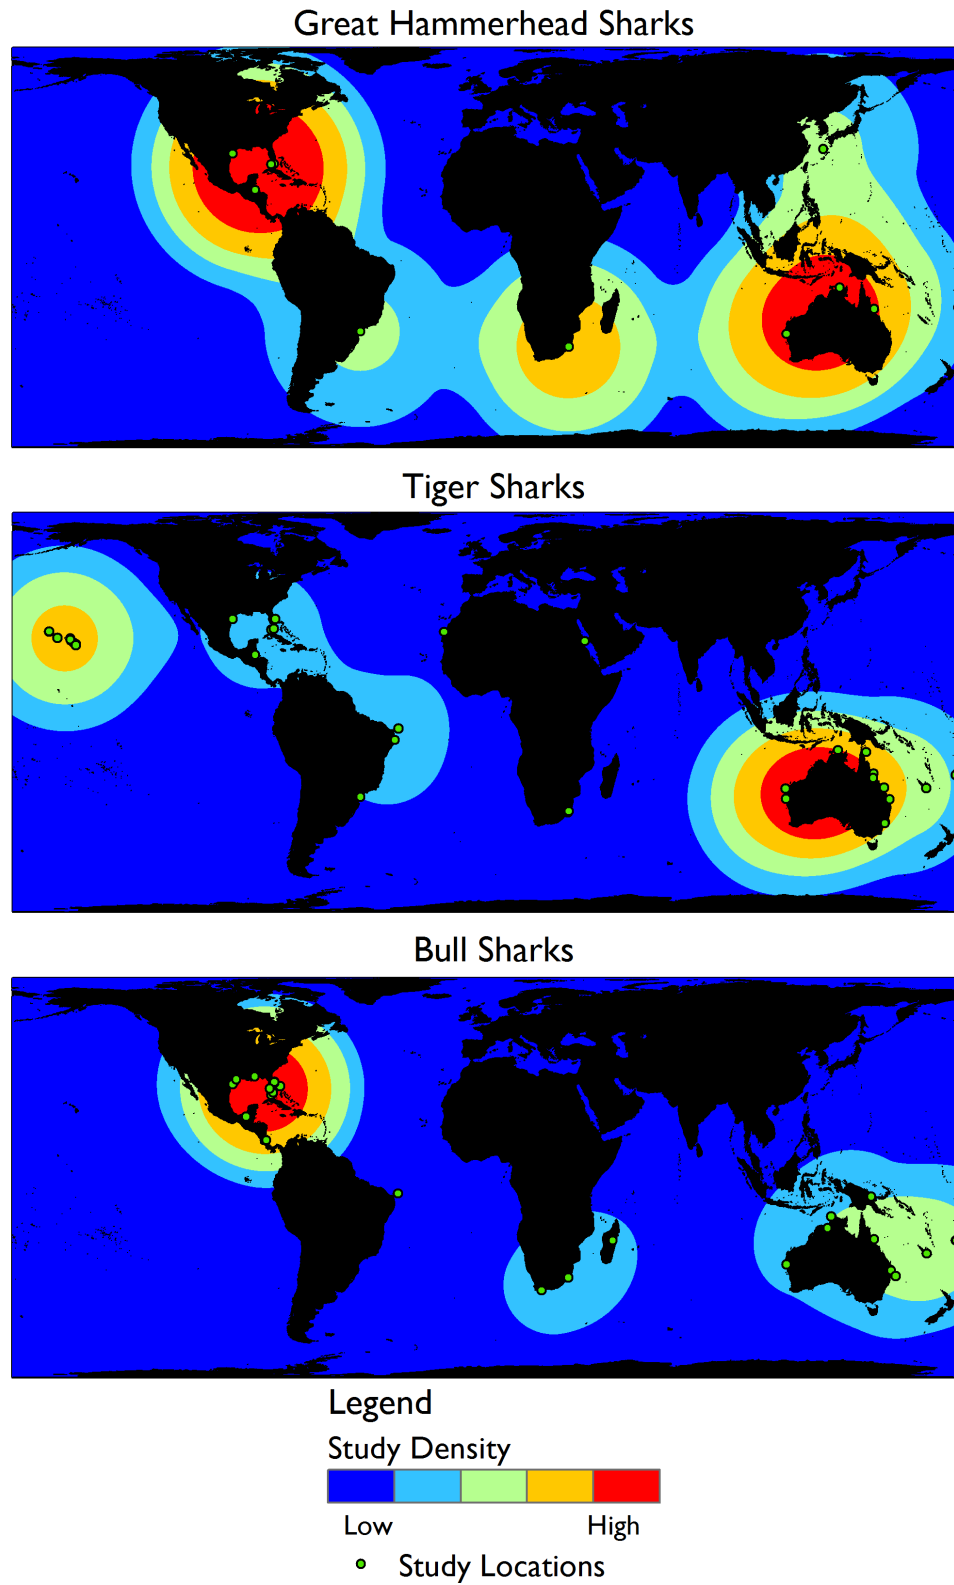 Great Hammerhead Sharks
Tiger Sharks
Bull Sharks
Legend
Study Density
Low High
Study Locations